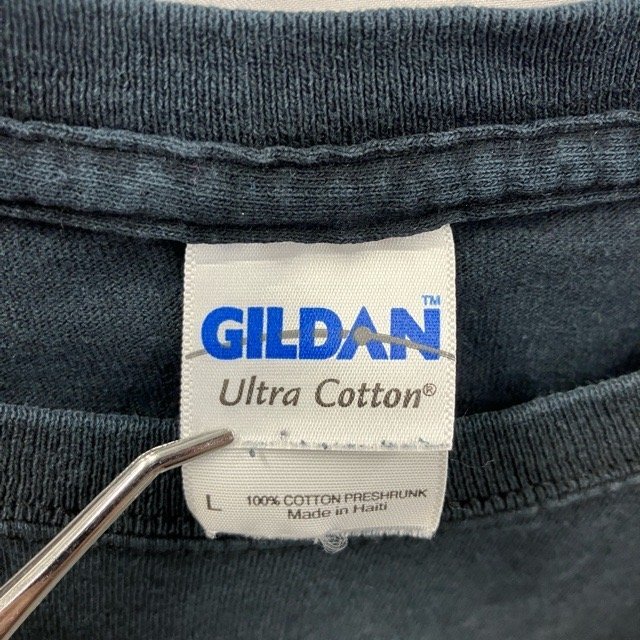 GILDAN™
Ultra Cotton®
L 100% COTTON PRESHRUNK
Made in Haiti